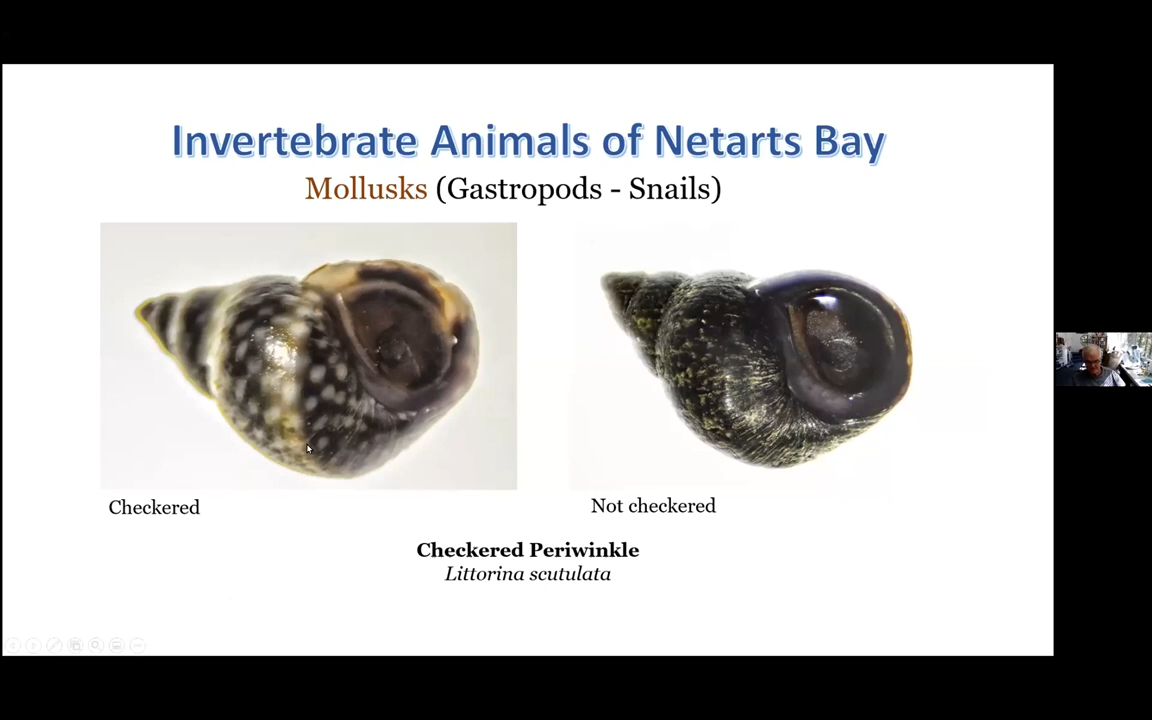 Invertebrate Animals of Netarts Bay
Mollusks (Gastropods - Snails)
Checkered
Not checkered
Checkered Periwinkle
Littorina scutulata